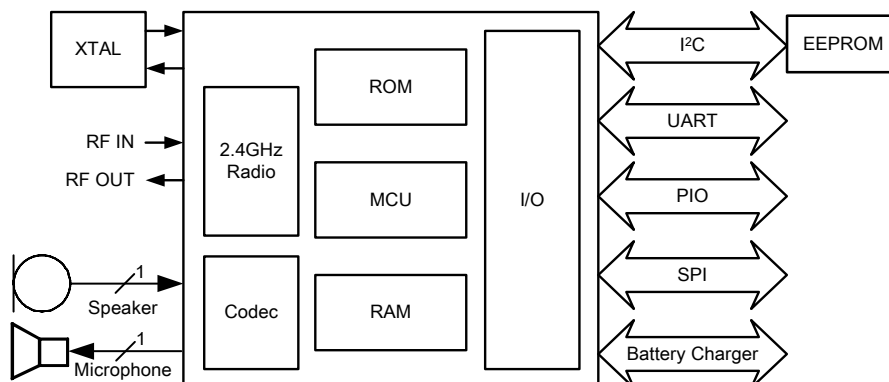 XTAL
RF IN
RF OUT
1
Speaker
1
Microphone
2.4GHz
Radio
Codec
ROM
MCU
RAM
I/O
I²C
UART
PIO
SPI
Battery Charger
EEPROM